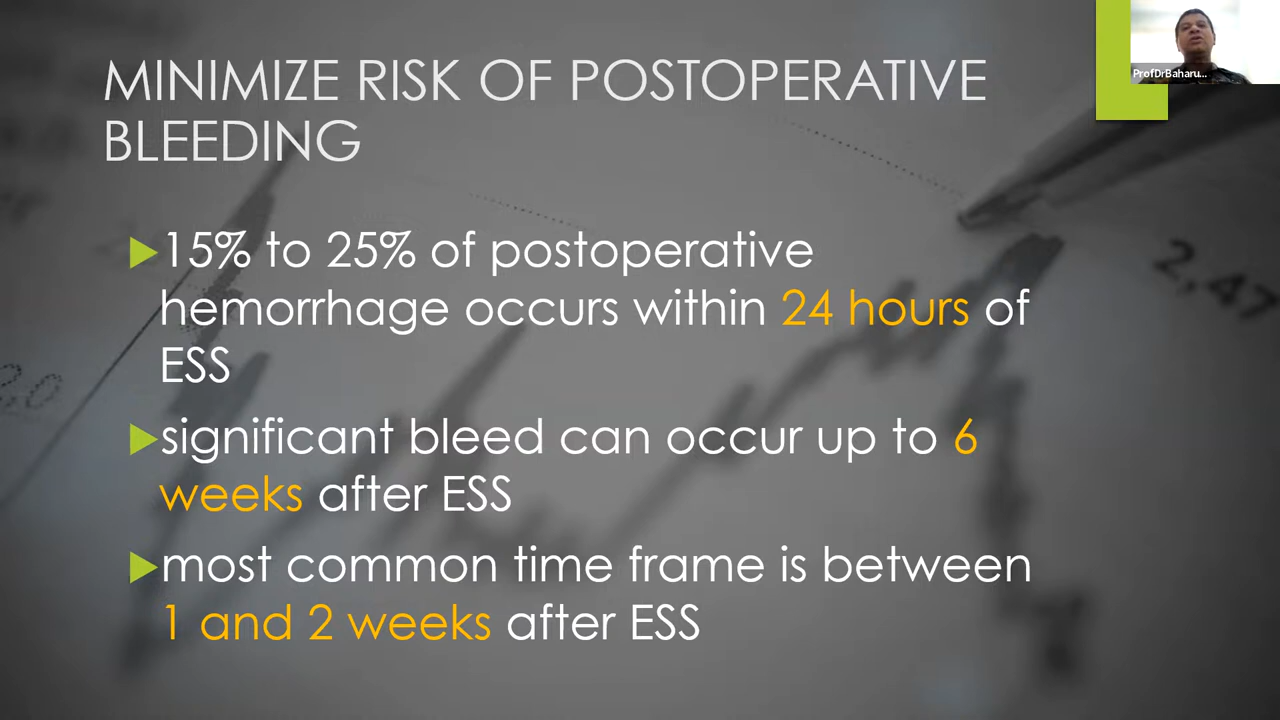 ProfDrBaharu...
MINIMIZE RISK OF POSTOPERATIVE
BLEEDING
▶15% to 25% of postoperative
hemorrhage occurs within 24 hours of
ESS
▶significant bleed can occur up to 6
weeks after ESS
▶most common time frame is between
1 and 2 weeks after ESS
2,47